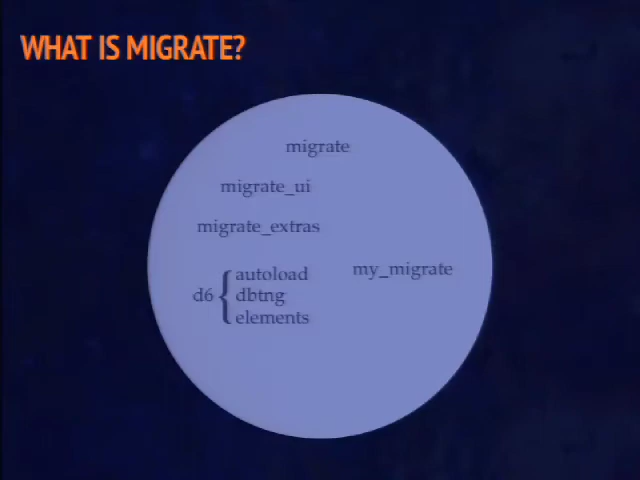 WHAT IS MIGRATE?
migrate
migrate_ui
migrate_extras
my_migrate
d6 { autoload
dbtng
elements